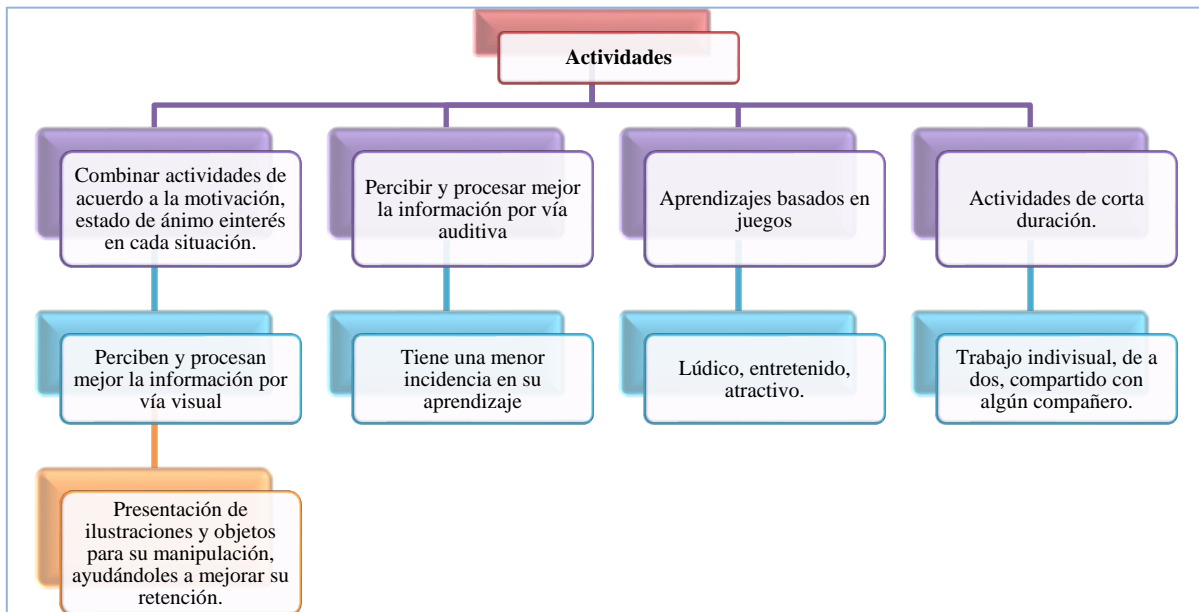 Actividades
Combinar actividades de
acuerdo a la motivación,
estado de ánimo einterés
en cada situación.
Percibir y procesar mejor
la información por vía
auditiva
Aprendizajes basados en
juegos
Actividades de corta
duración.
Perciben y procesan
mejor la información por
vía visual
Tiene una menor
incidencia en su
aprendizaje
Lúdico, entretenido,
atractivo.
Trabajo indivisual, de a
dos, compartido con
algún compañero.
Presentación de
ilustraciones y objetos
para su manipulación,
ayudándoles a mejorar su
retención.